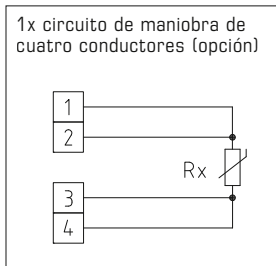 1x circuito de maniobra de
cuatro conductores (opción)
1
2
Rx
3
4